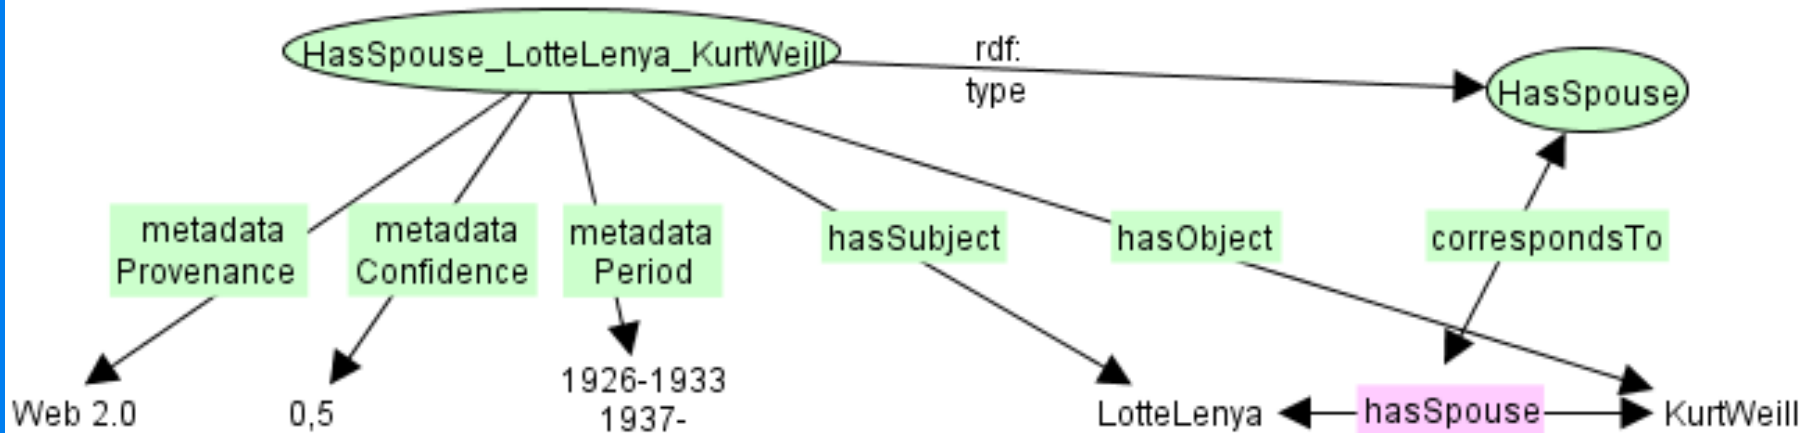 HasSpouse_LotteLenya_KurtWeill
rdf:
type
HasSpouse
metadata
Provenance
metadata
Confidence
metadata
Period
hasSubject
hasObject
correspondsTo
Web 2.0
0,5
1926-1933
1937-
LotteLenya
hasSpouse
KurtWeill